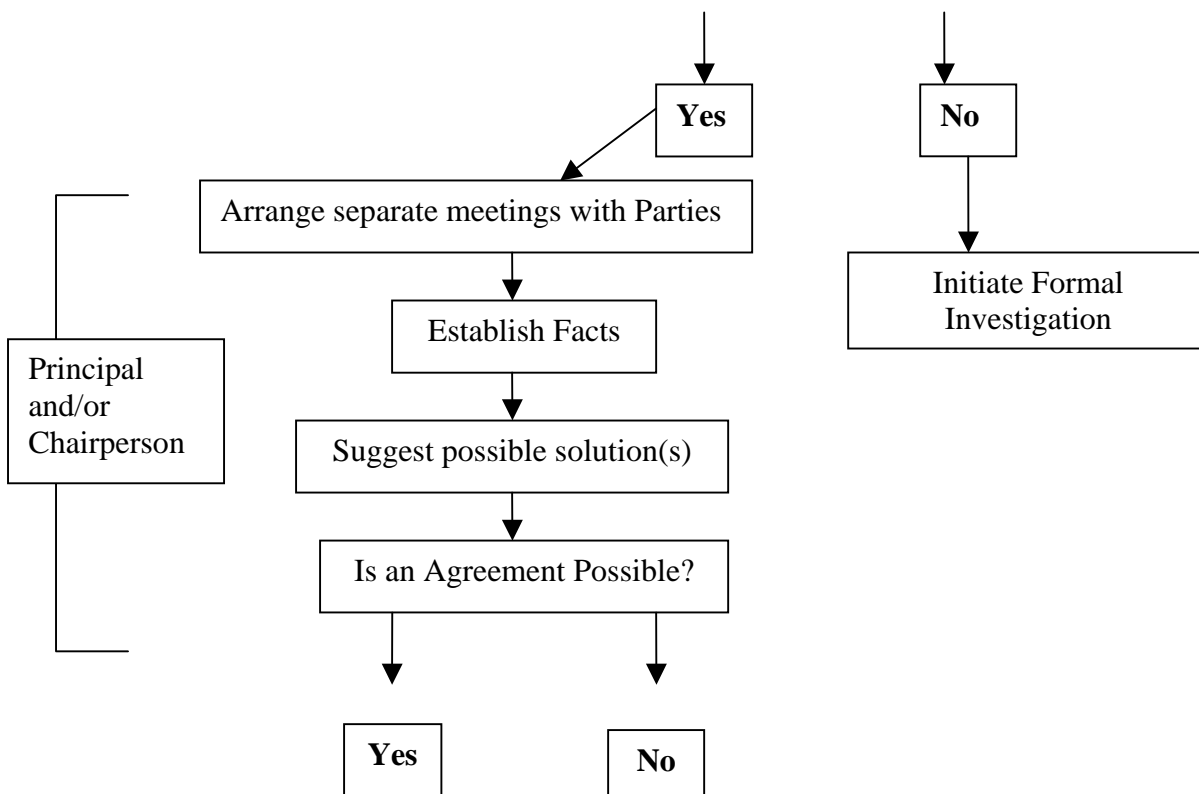 Yes
No
Arrange separate meetings with Parties
Initiate Formal
Investigation
Establish Facts
Principal
and/or
Chairperson
Suggest possible solution(s)
Is an Agreement Possible?
Yes
No